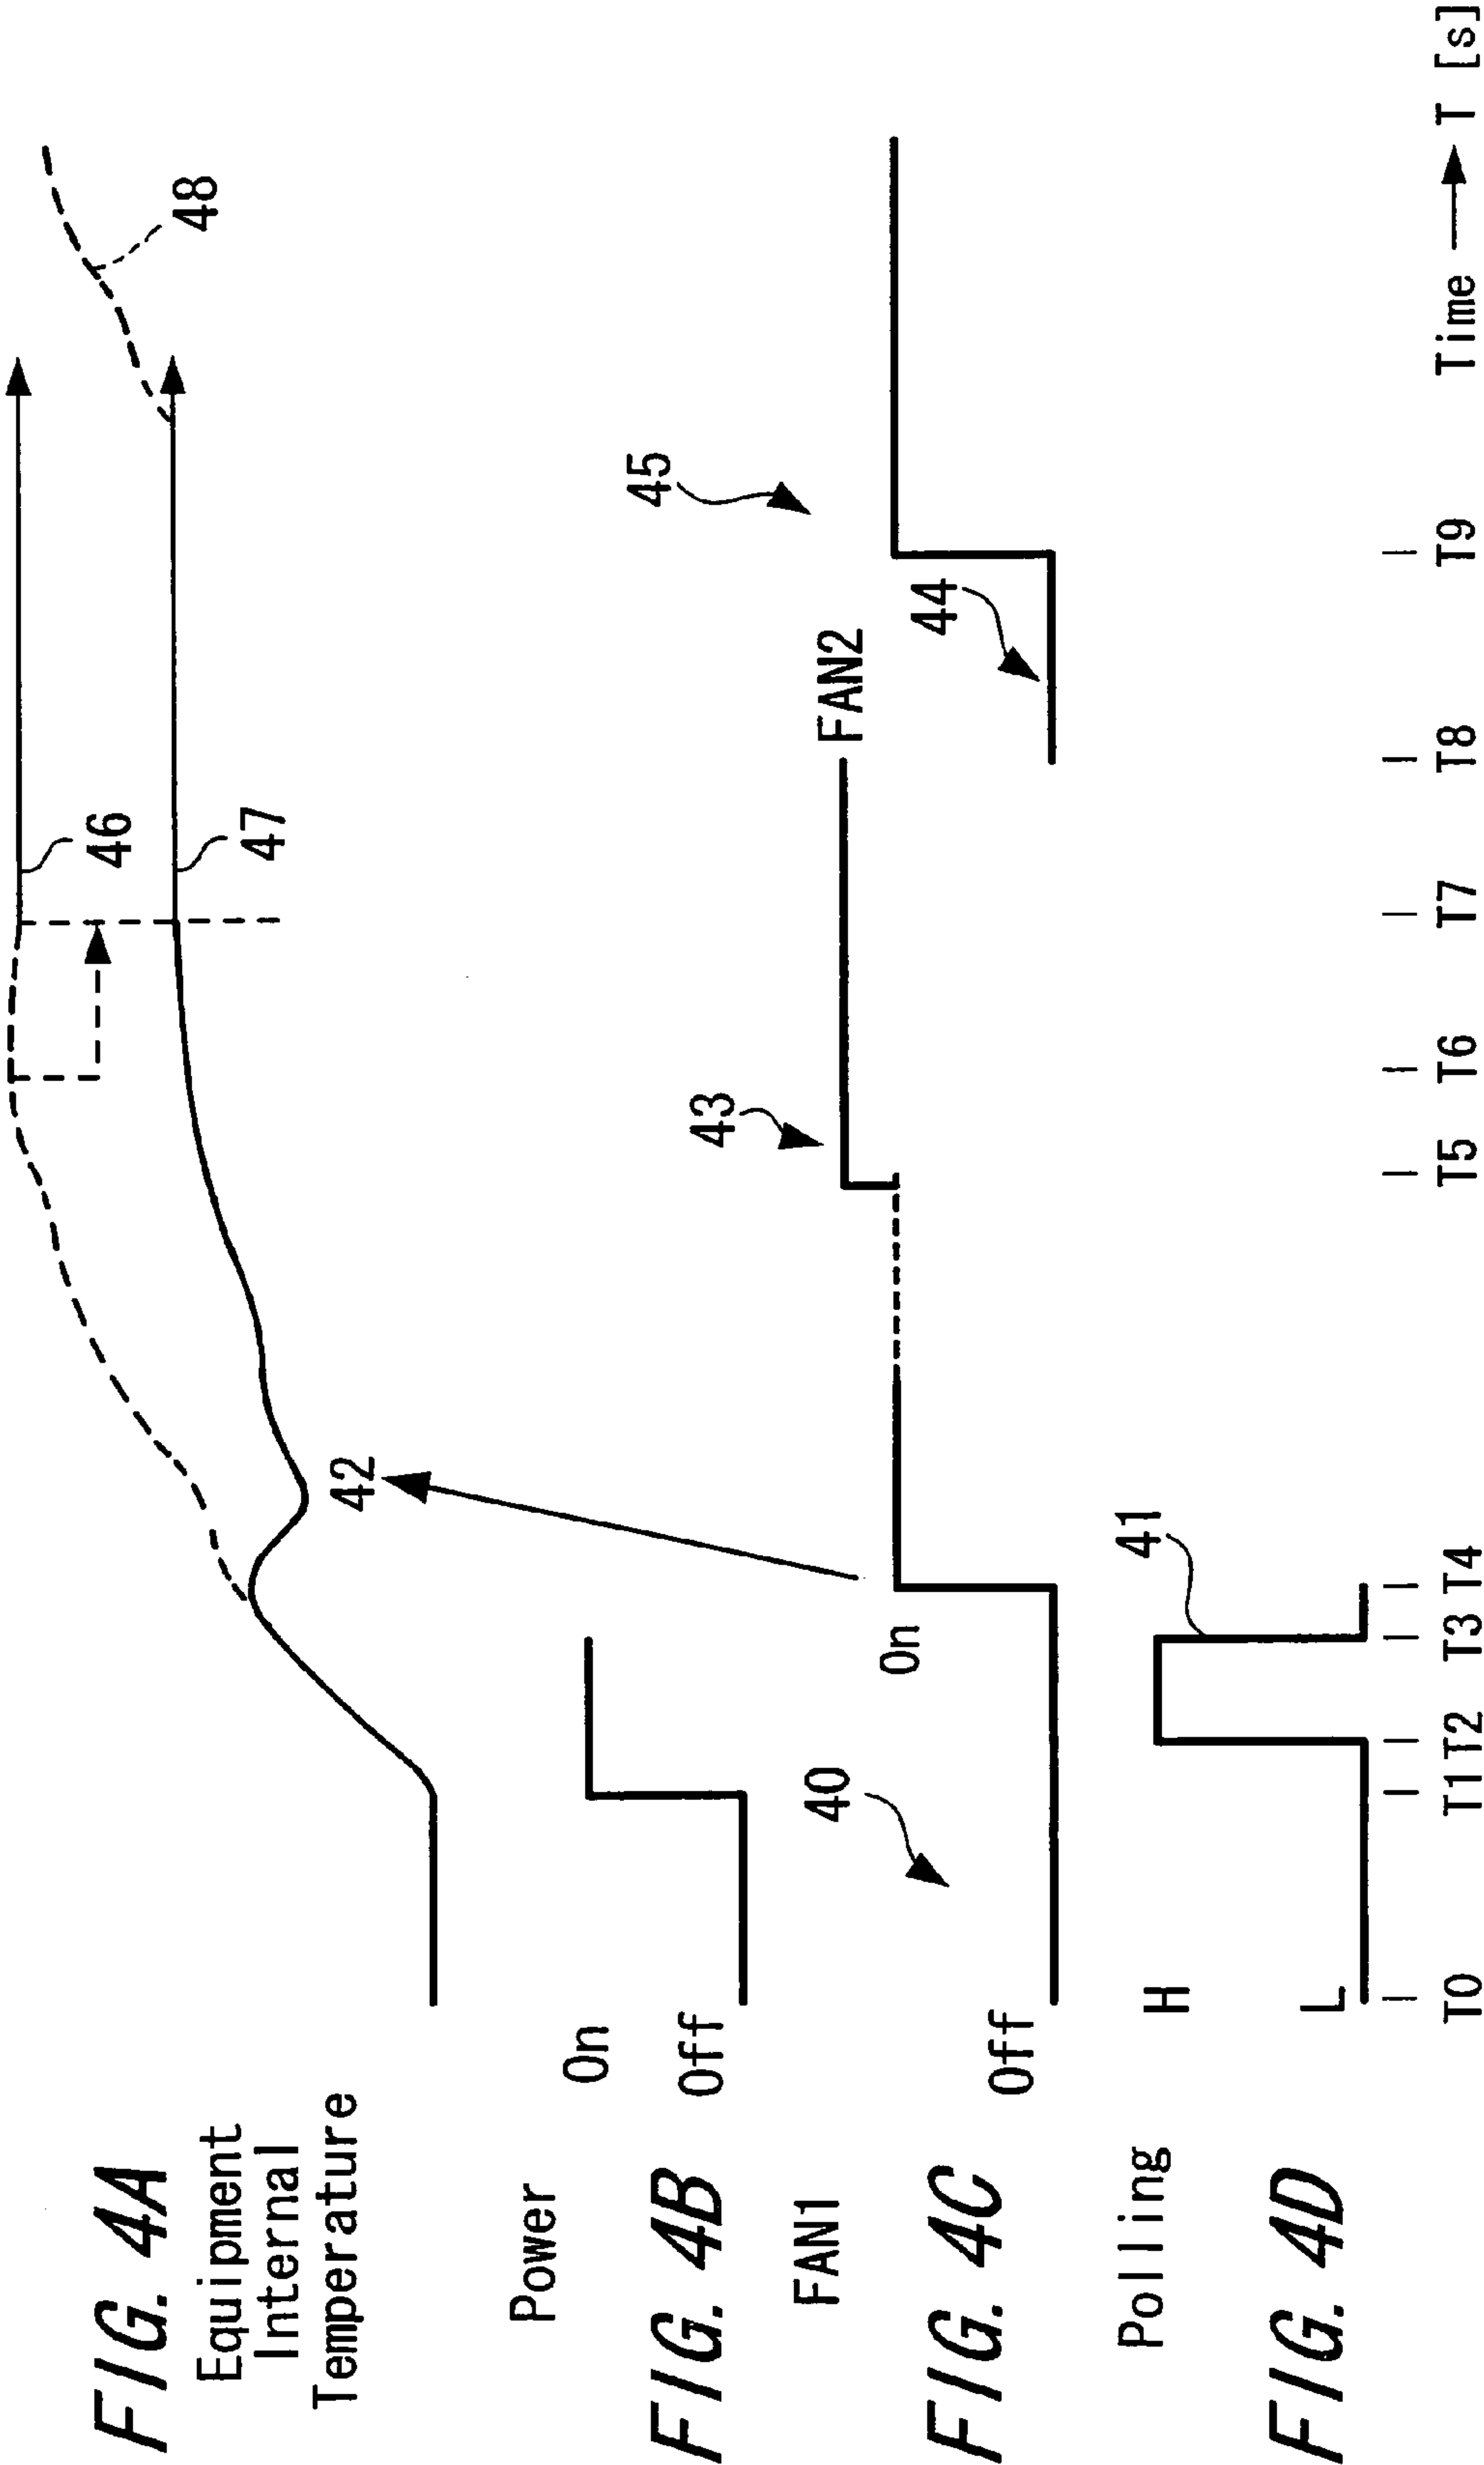 FIG. 4A
Equipment
Internal
Temperature
46
47
48
42
Power
On
Off
FIG. 4B
FAN1
On
Off
40
43
FAN2
44
45
FIG. 4C
Polling
H
L
41
FIG. 4D
T0 T1 T2 T3 T4 T5 T6 T7 T8 T9
Time T [s]